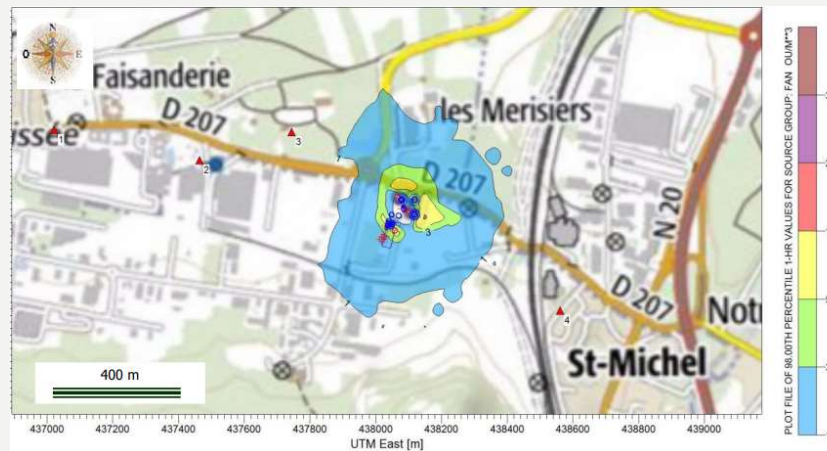 N
O E
S
Faisanderie
D 207
les Merisiers
1
2
3
7
D 207
3
N 20
D 207
4
Notr
St-Michel
400 m
437000 437200 437400 437600 437800 438000 438200 438400 438600 438800 439000
UTM East [m]
PLOT FILE OF 98.00TH PERCENTILE 1-HR VALUES FOR SOURCE GROUP: FAN OU/M**3